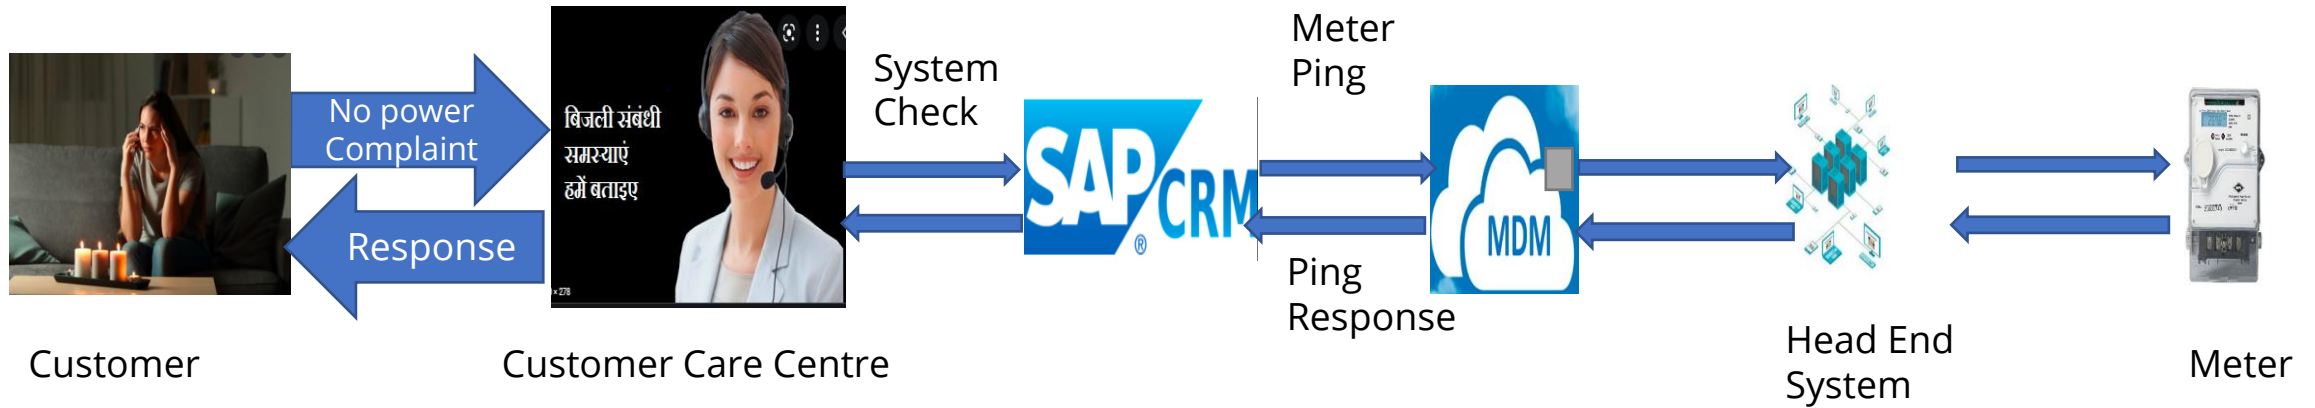 No power
Complaint
Response
Customer
बिजली संबंधी
समस्याएं
हमें बताइए
× 278
Customer Care Centre
System
Check
SAP
®
CRM
Meter
Ping
Ping
Response
MDM
Head End
System
Meter